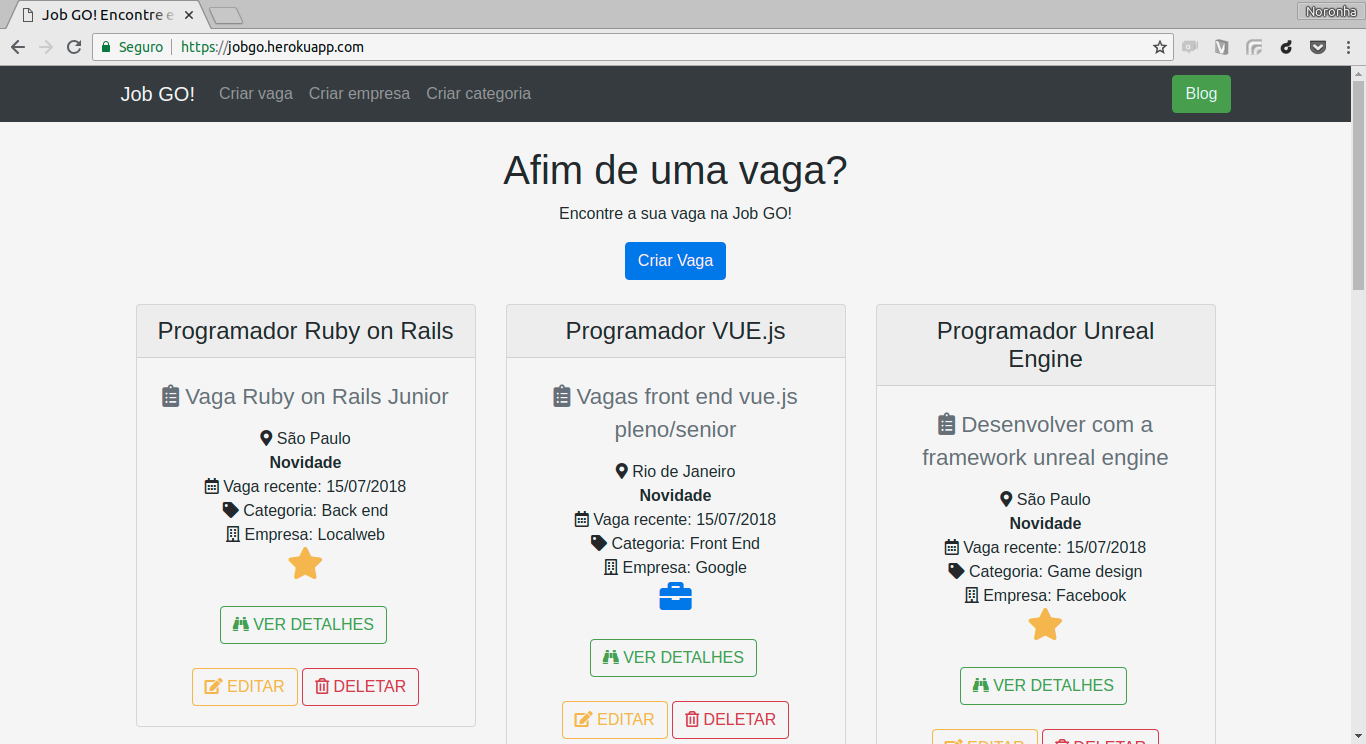 Job GO! Encontre e
Noronha
Seguro
https://jobgo.herokuapp.com
Job GO!
Criar vaga
Criar empresa
Criar categoria
Blog
Afim de uma vaga?
Encontre a sua vaga na Job GO!
Criar Vaga
Programador Ruby on Rails
Vaga Ruby on Rails Junior
São Paulo
Novidade
Vaga recente: 15/07/2018
Categoria: Back end
Empresa: Localweb
VER DETALHES
EDITAR
DELETAR
Programador VUE.js
Vagas front end vue.js
pleno/senior
Rio de Janeiro
Novidade
Vaga recente: 15/07/2018
Categoria: Front End
Empresa: Google
VER DETALHES
EDITAR
DELETAR
Programador Unreal
Engine
Desenvolver com a
framework unreal engine
São Paulo
Novidade
Vaga recente: 15/07/2018
Categoria: Game design
Empresa: Facebook
VER DETALHES
EDITAR
DELETAR